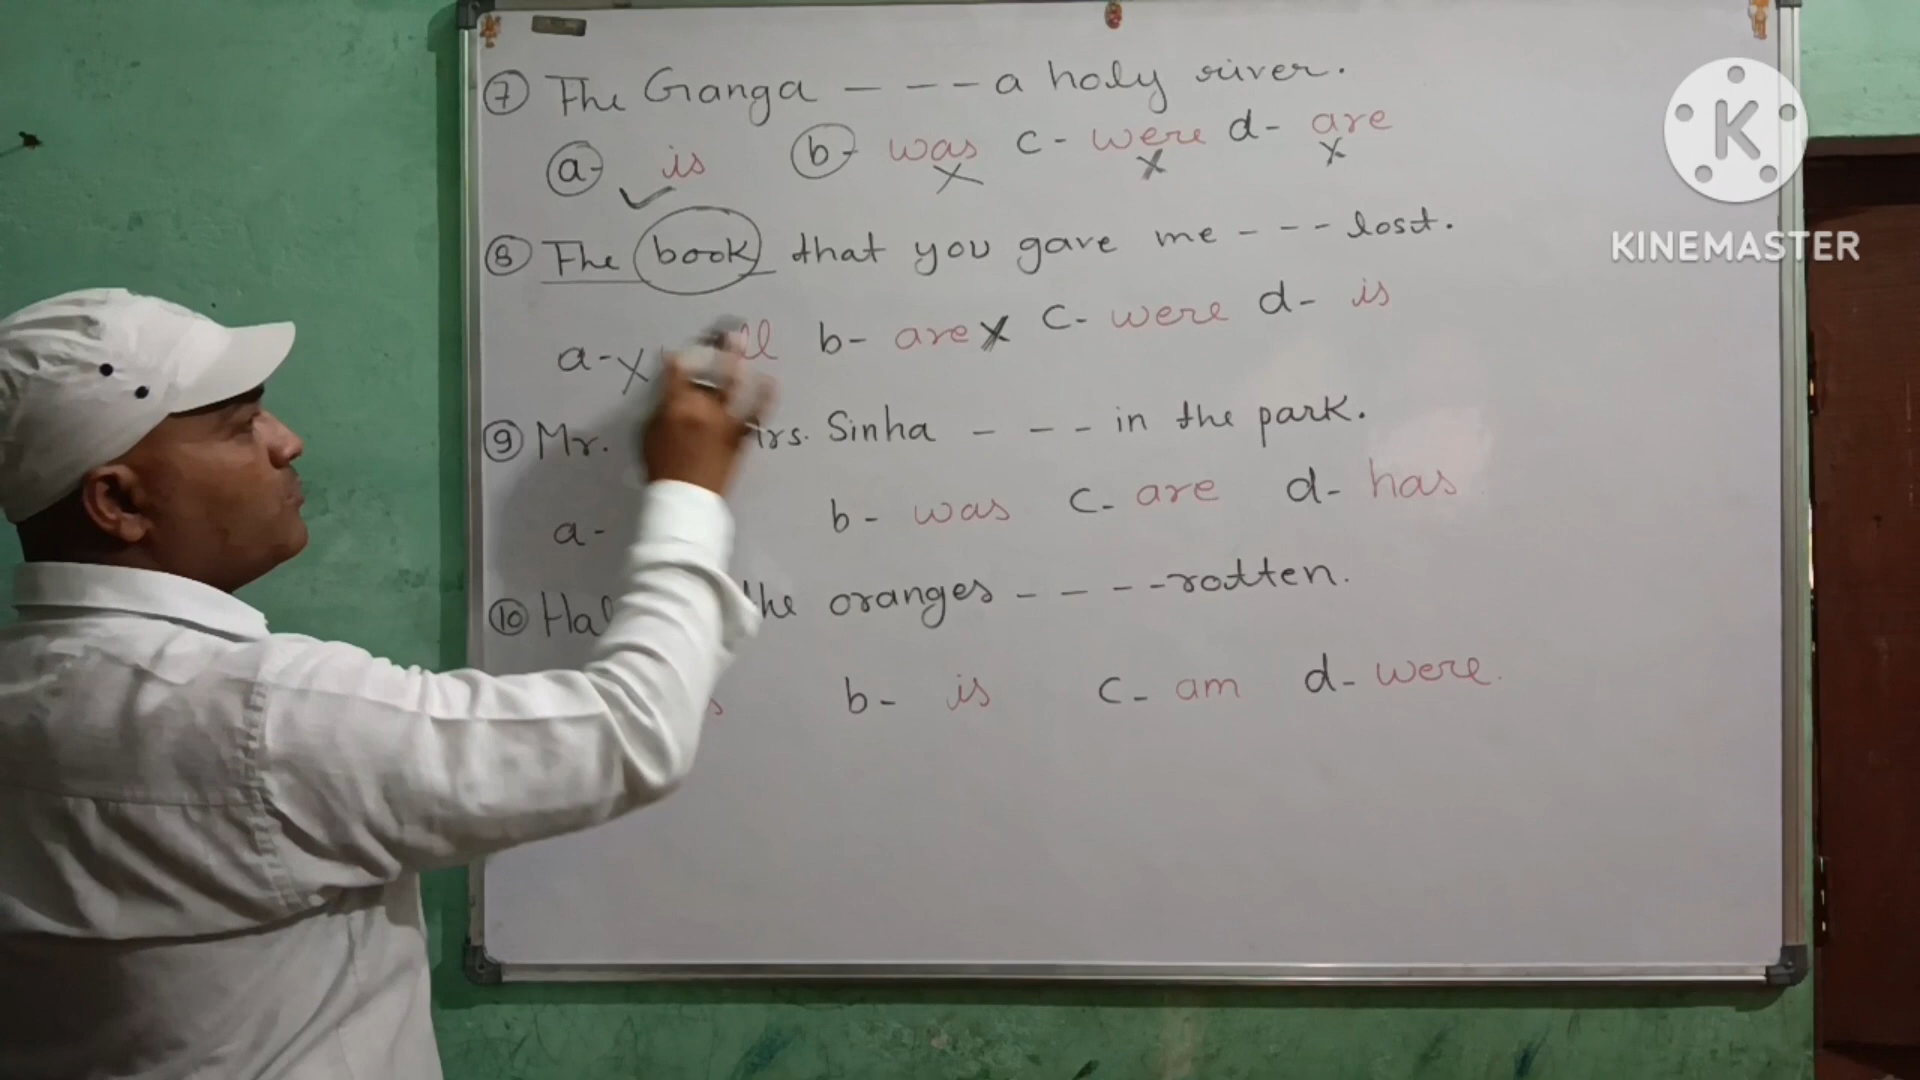 7 The Ganga - - - a holy river.
a- is b- was c- were d- are
8 The book that you gave me - - - lost.
a- b- are c- were d- is
9 Mr. Sinha - - - in the park.
a- b- was c- are d- has
10 the oranges - - - - rotten.
b- is c- am d- were.
K
KINEMASTER